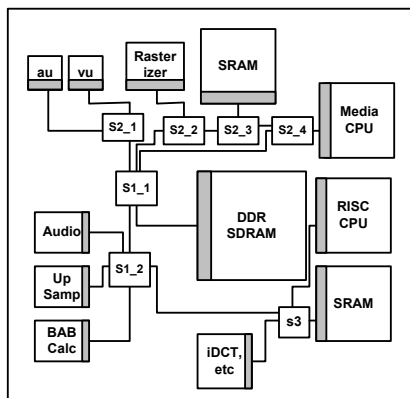 au
vu
Raster
izer
SRAM
S2_1
S2_2
S2_3
S2_4
Media
CPU
S1_1
DDR
SDRAM
RISC
CPU
Audio
S1_2
Up
Samp
SRAM
s3
BAB
Calc
iDCT,
etc